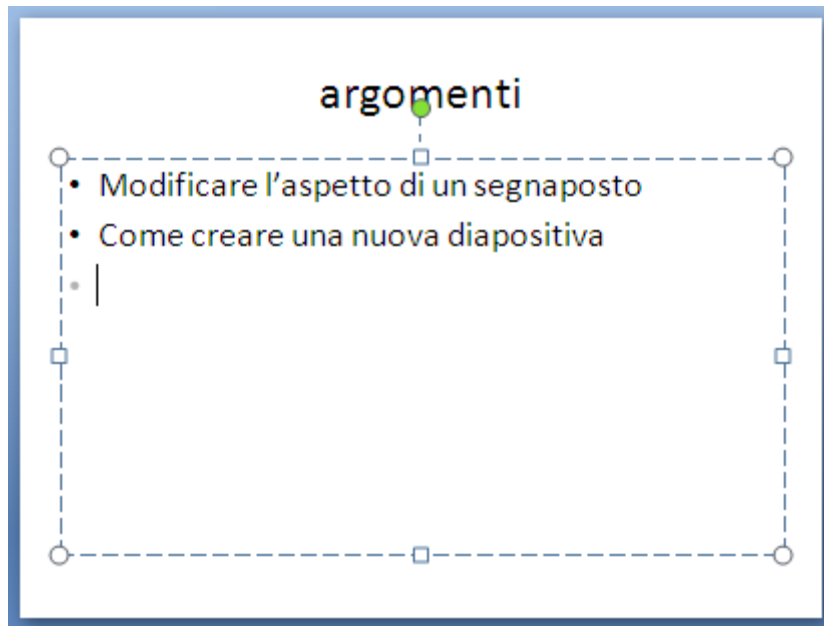 argomenti
• Modificare l’aspetto di un segnaposto
• Come creare una nuova diapositiva
•